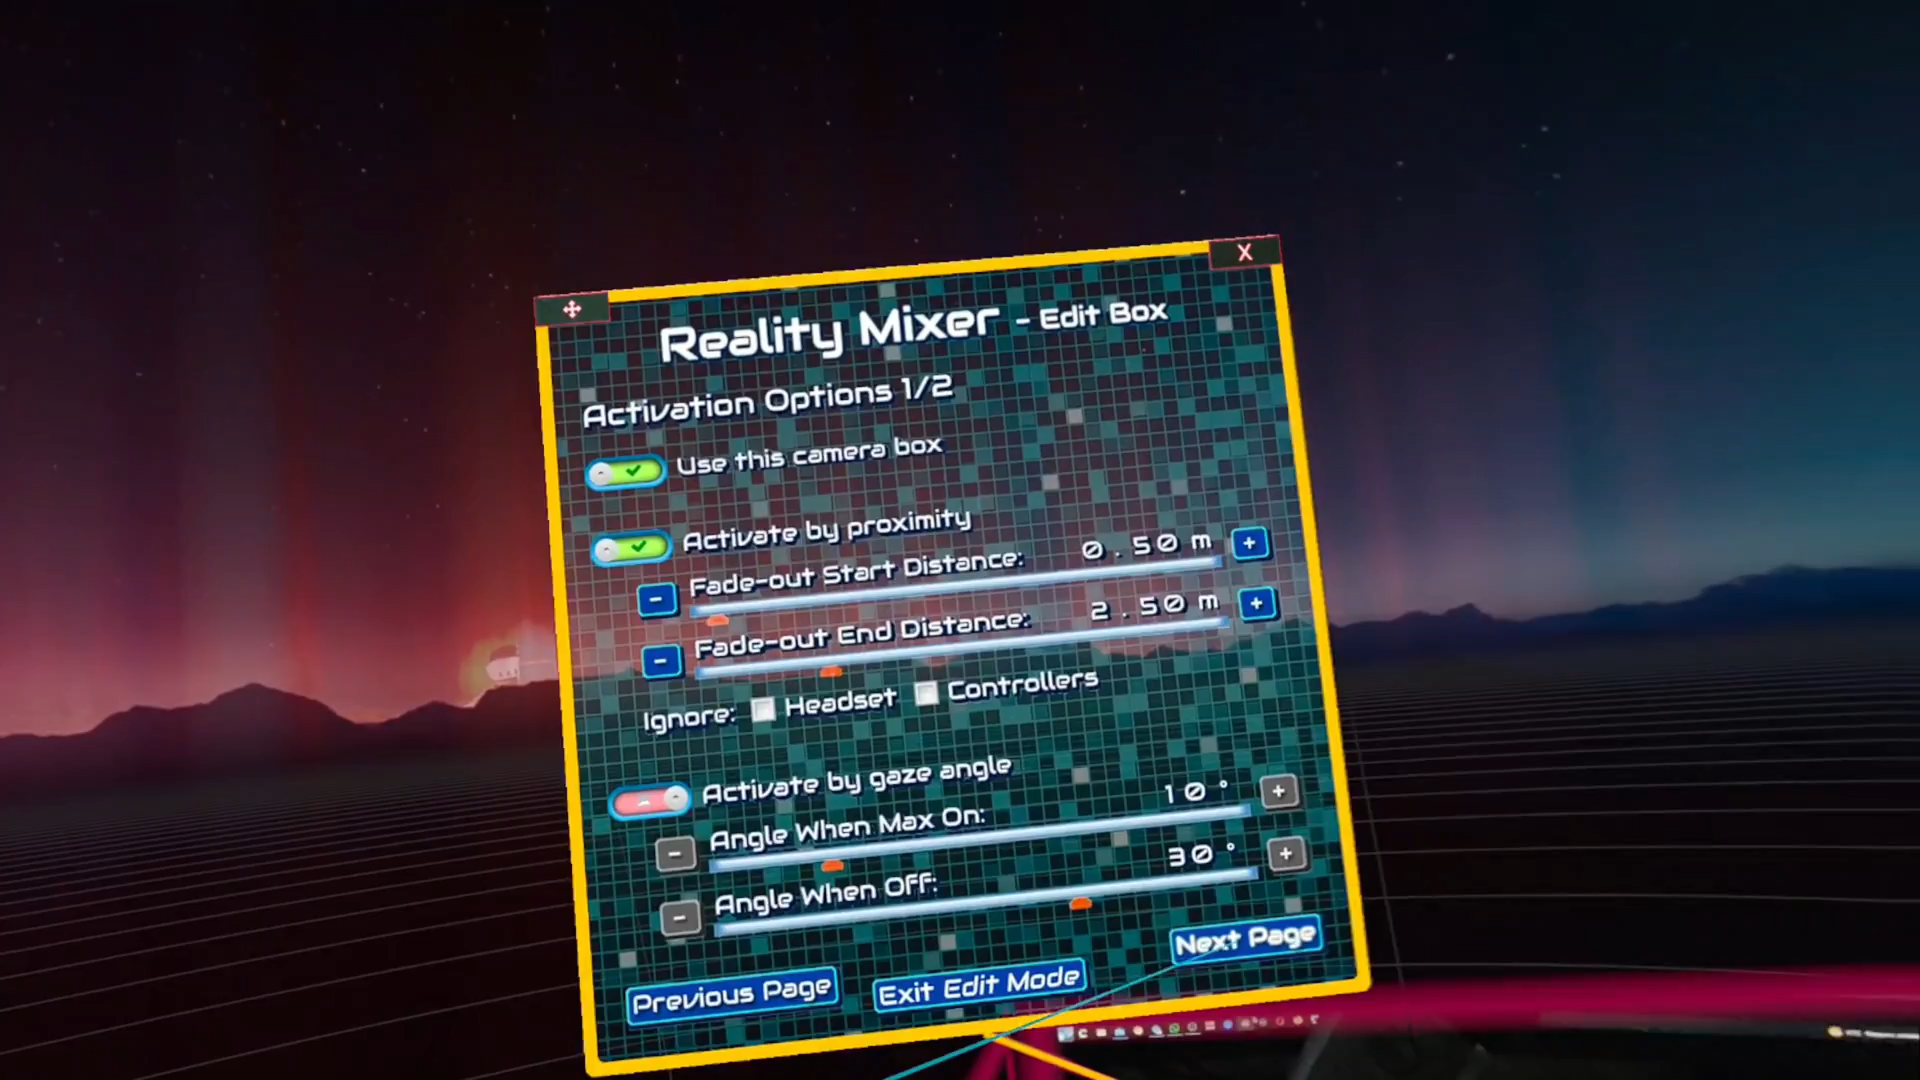 X
Reality Mixer - Edit Box
Activation Options 1/2
Use this camera box
Activate by proximity
Fade-out Start Distance: 0.50 m
- +
Fade-out End Distance: 2.50 m
- +
Ignore: Headset Controllers
Activate by gaze angle
Angle When Max On: 10°
- +
Angle When Off: 30°
- +
Next Page
Previous Page Exit Edit Mode